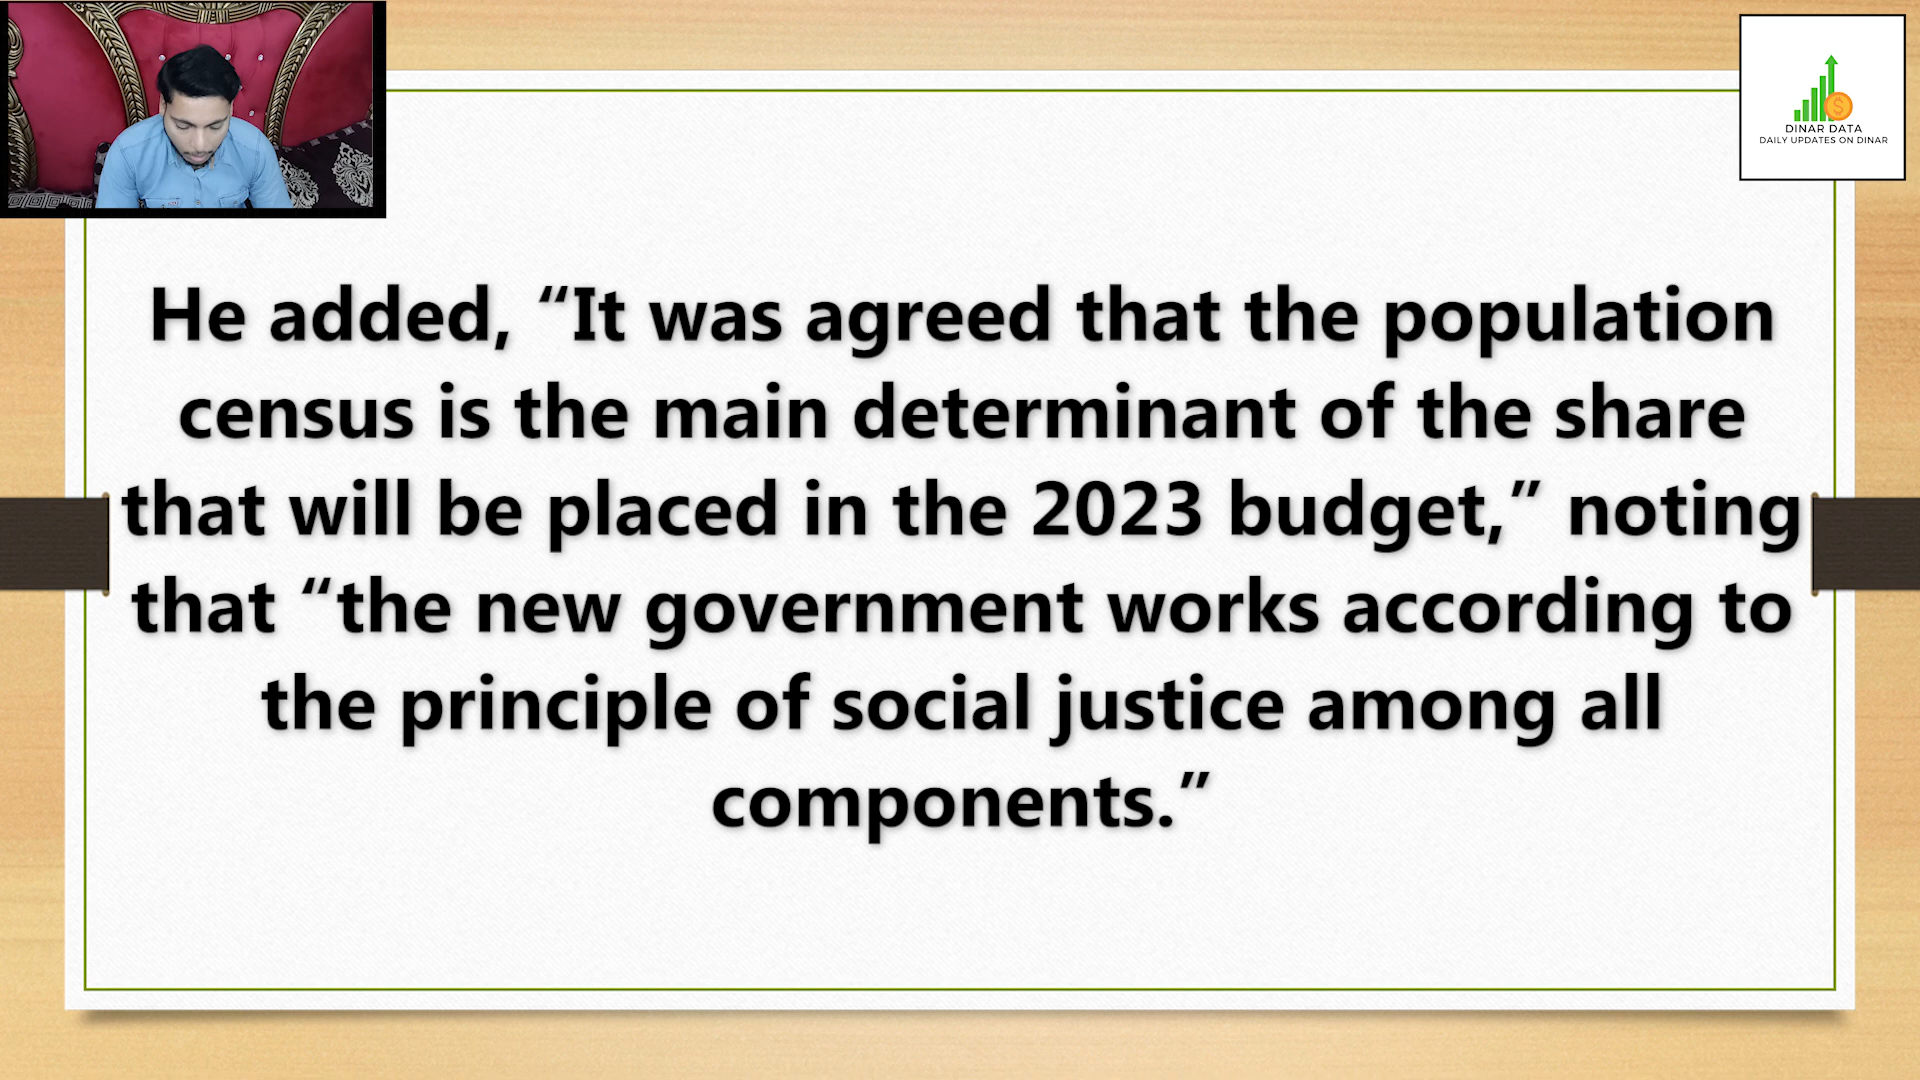 DINAR DATA
DAILY UPDATES ON DINAR
He added, “It was agreed that the population
census is the main determinant of the share
that will be placed in the 2023 budget,” noting
that “the new government works according to
the principle of social justice among all
components.”